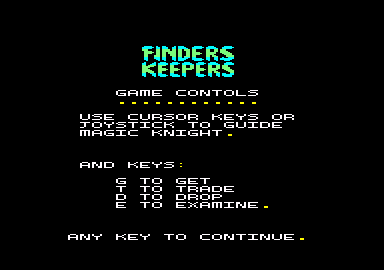 FINDERS
KEEPERS
GAME CONTOLS
- - - - - - - - - - - -
USE CURSOR KEYS OR
JOYSTICK TO GUIDE
MAGIC KNIGHT.
AND KEYS:
G TO GET
T TO TRADE
D TO DROP
E TO EXAMINE.
ANY KEY TO CONTINUE.